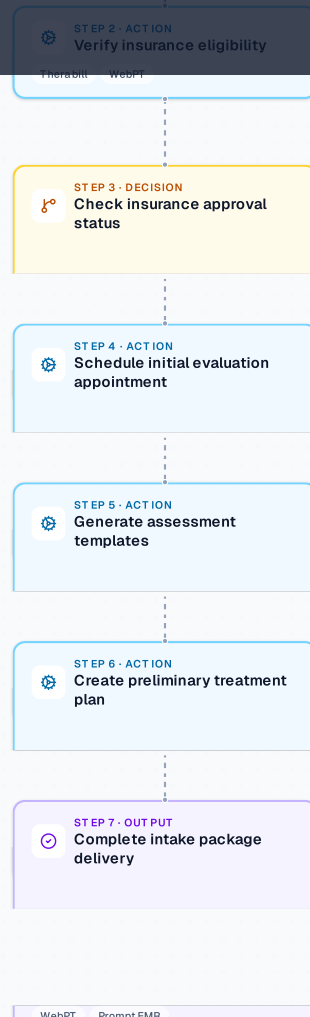 STEP 2 · ACTION
Verify insurance eligibility
Therabill WebPT
STEP 3 · DECISION
Check insurance approval
status
STEP 4 · ACTION
Schedule initial evaluation
appointment
STEP 5 · ACTION
Generate assessment
templates
STEP 6 · ACTION
Create preliminary treatment
plan
STEP 7 · OUTPUT
Complete intake package
delivery
WebPT Prompt EMR